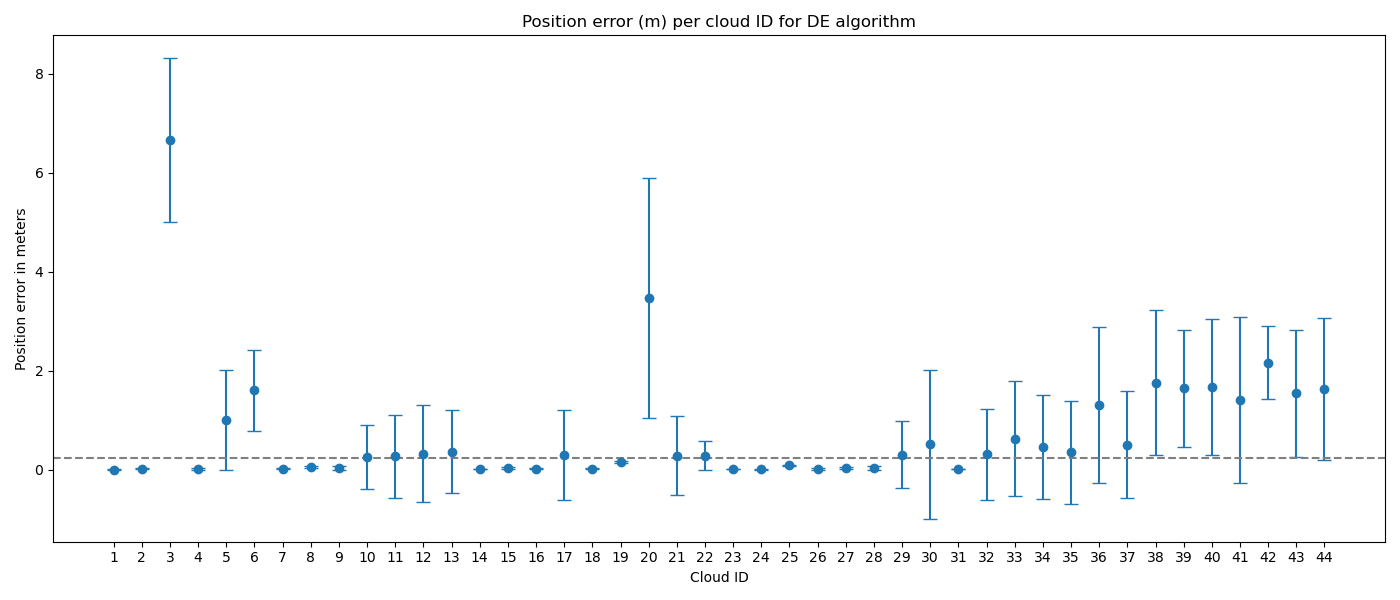 Position error (m) per cloud ID for DE algorithm
Position error in meters
8
6
4
2
0
1 2 3 4 5 6 7 8 9 10 11 12 13 14 15 16 17 18 19 20 21 22 23 24 25 26 27 28 29 30 31 32 33 34 35 36 37 38 39 40 41 42 43 44
Cloud ID